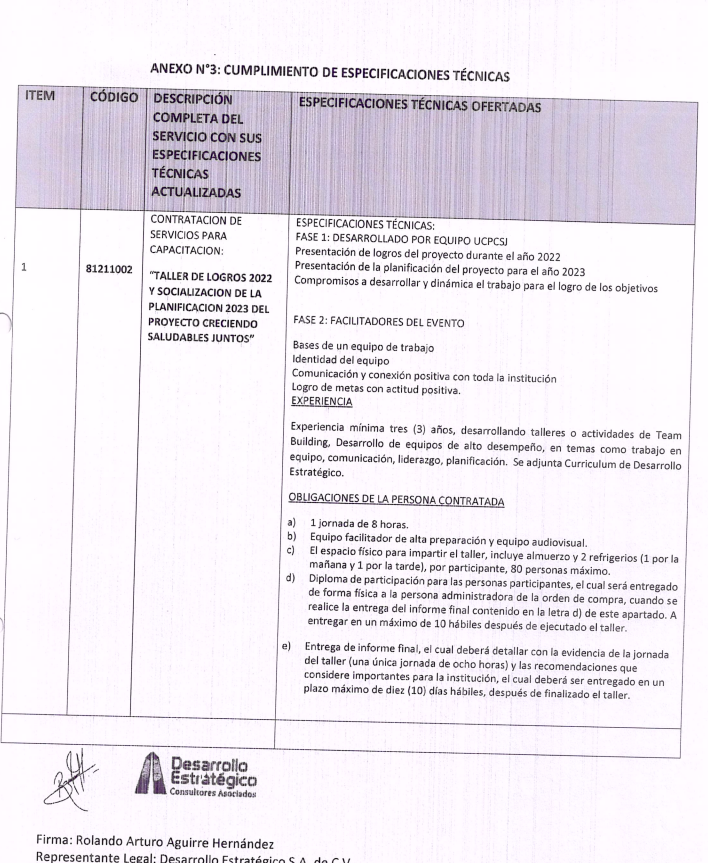 ANEXO N°3: CUMPLIMIENTO DE ESPECIFICACIONES TÉCNICAS
ITEM
CÓDIGO
DESCRIPCIÓN
COMPLETA DEL
SERVICIO CON SUS
ESPECIFICACIONES
TÉCNICAS
ACTUALIZADAS
ESPECIFICACIONES TÉCNICAS OFERTADAS
1
81211002
CONTRATACION DE
SERVICIOS PARA
CAPACITACION:
"TALLER DE LOGROS 2022
Y SOCIALIZACION DE LA
PLANIFICACION 2023 DEL
PROYECTO CRECIENDO
SALUDABLES JUNTOS"
ESPECIFICACIONES TÉCNICAS:
FASE 1: DESARROLLADO POR EQUIPO UCPCSJ
Presentación de logros del proyecto durante el año 2022
Presentación de la planificación del proyecto para el año 2023
Compromisos a desarrollar y dinámica el trabajo para el logro de los objetivos
FASE 2: FACILITADORES DEL EVENTO
Bases de un equipo de trabajo
Identidad del equipo
Comunicación y conexión positiva con toda la institución
Logro de metas con actitud positiva.
EXPERIENCIA
Experiencia mínima tres (3) años, desarrollando talleres o actividades de Team
Building, Desarrollo de equipos de alto desempeño, en temas como trabajo en
equipo, comunicación, liderazgo, planificación. Se adjunta Curriculum de Desarrollo
Estratégico.
OBLIGACIONES DE LA PERSONA CONTRATADA
a) 1 jornada de 8 horas.
b) Equipo facilitador de alta preparación y equipo audiovisual.
c) El espacio físico para impartir el taller, incluye almuerzo y 2 refrigerios (1 por la
mañana y 1 por la tarde), por participante, 80 personas máximo.
d) Diploma de participación para las personas participantes, el cual será entregado
de forma física a la persona administradora de la orden de compra, cuando se
realice la entrega del informe final contenido en la letra d) de este apartado. A
entregar en un máximo de 10 hábiles después de ejecutado el taller.
e) Entrega de informe final, el cual deberá detallar con la evidencia de la jornada
del taller (una única jornada de ocho horas) y las recomendaciones que
considere importantes para la institución, el cual deberá ser entregado en un
plazo máximo de diez (10) días hábiles, después de finalizado el taller.
Desarrollo
Estratégico
Consultores Asociados
Firma: Rolando Arturo Aguirre Hernández
Representante Legal: Desarrollo Estratégico S.A. de C.V.